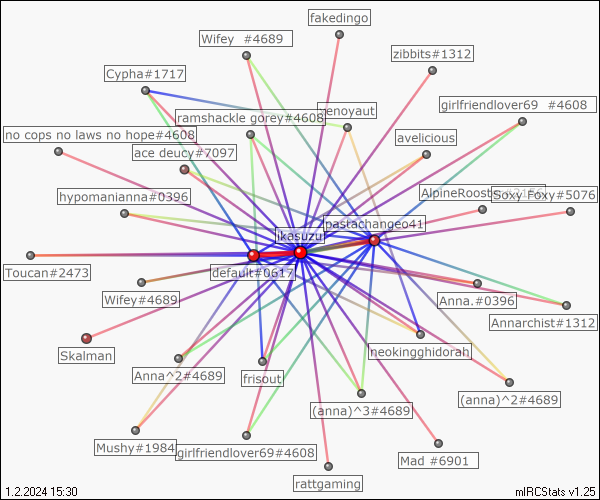 fakedingo
Wifey #4689
zibbits#1312
Cypha#1717
girlfriendlover69 #4608
ramshackle gorey#4608
enoyaut
no cops no laws no hope#4608
avelicious
ace deucy#7097
hypomanianna#0396
Soxy Foxy#5076
pastachangeo41
ikasuzu
Toucan#2473
default#0617
Wifey#4689
Anna.#0396
Annarchist#1312
Skalman
neokingghidorah
Anna^2#4689
frisout
(anna)^2#4689
(anna)^3#4689
Mushy#1984
girlfriendlover69#4608
Mad #6901
rattgaming
1.2.2024 15:30
mIRCStats v1.25